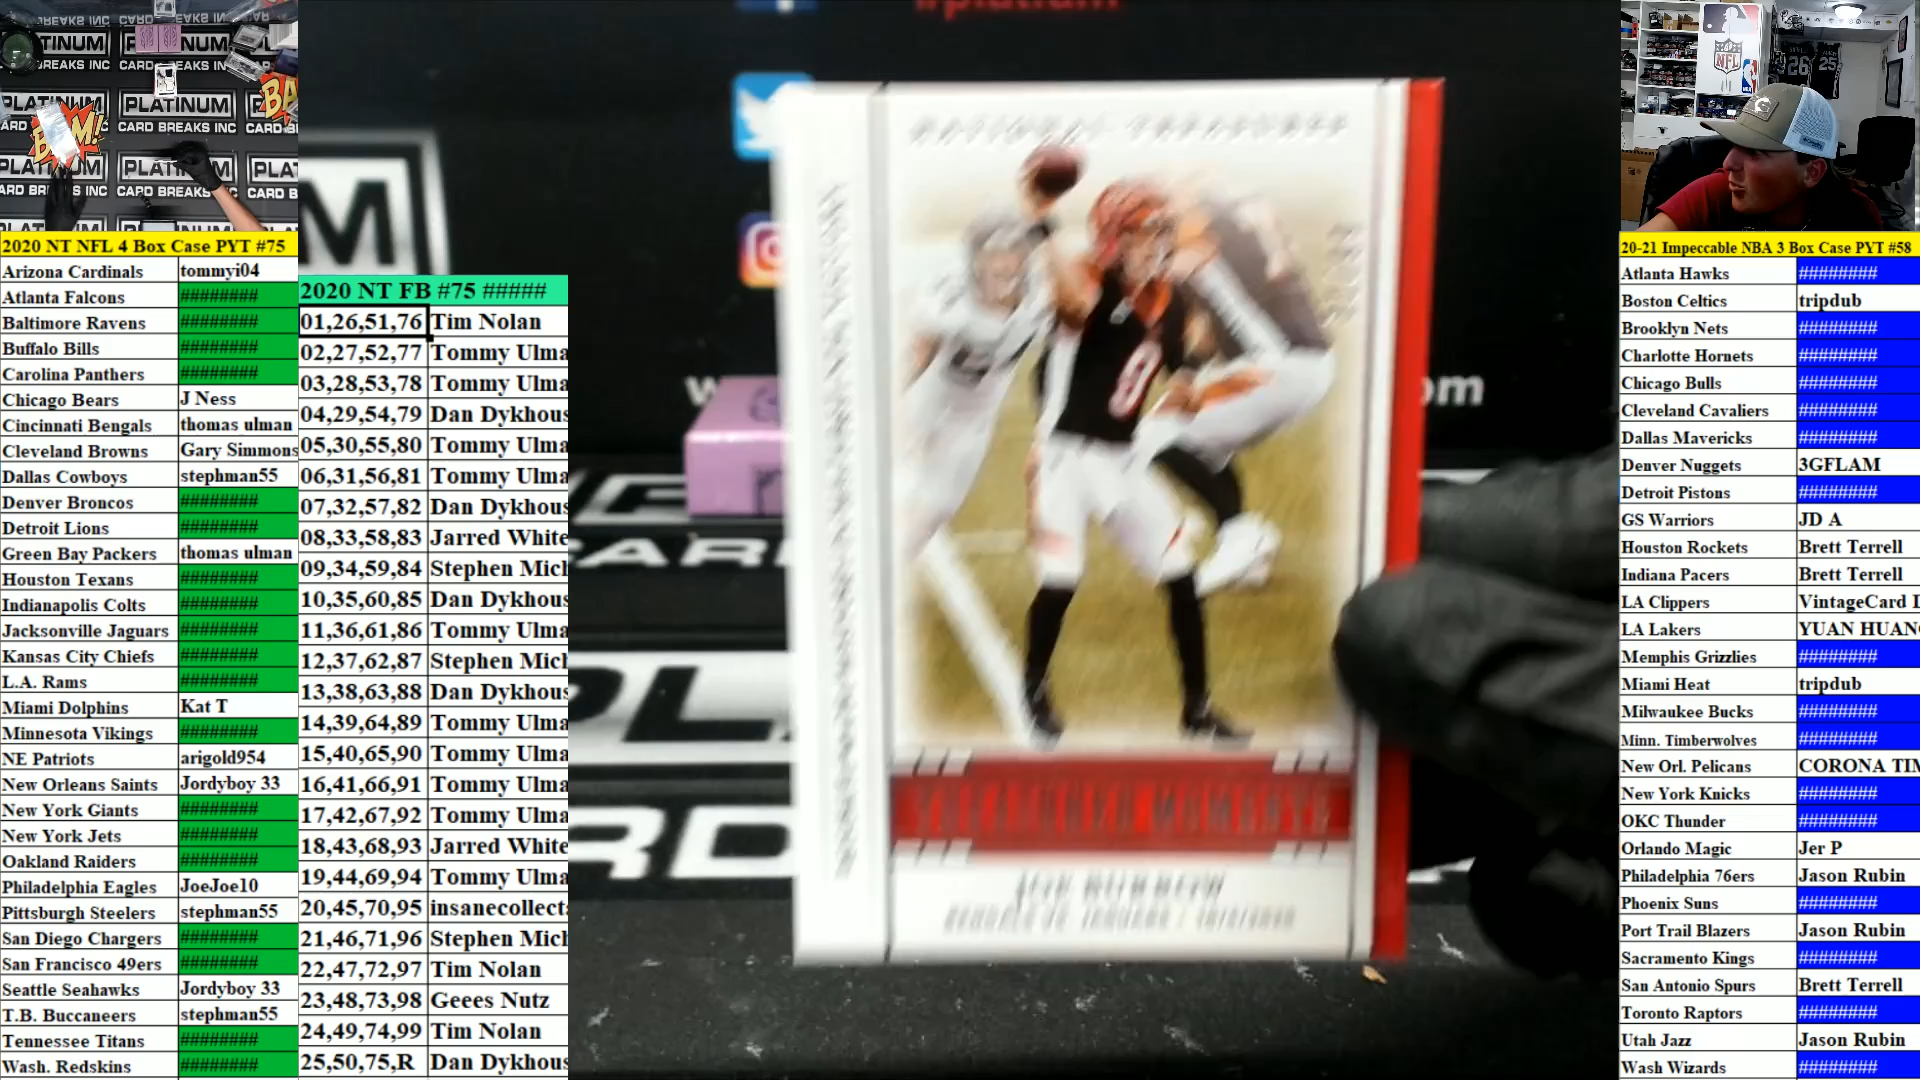 PLATINUM
CARD BREAKS INC
BAM!
2020 NT NFL 4 Box Case PYT #75
Arizona Cardinals tommyi04
Atlanta Falcons ########
Baltimore Ravens ########
Buffalo Bills ########
Carolina Panthers ########
Chicago Bears J Ness
Cincinnati Bengals thomas ulman
Cleveland Browns Gary Simmons
Dallas Cowboys stephman55
Denver Broncos ########
Detroit Lions ########
Green Bay Packers thomas ulman
Houston Texans ########
Indianapolis Colts ########
Jacksonville Jaguars ########
Kansas City Chiefs ########
L.A. Rams ########
Miami Dolphins Kat T
Minnesota Vikings ########
NE Patriots arigold954
New Orleans Saints Jordyboy 33
New York Giants ########
New York Jets ########
Oakland Raiders ########
Philadelphia Eagles JoeJoe10
Pittsburgh Steelers stephman55
San Diego Chargers ########
San Francisco 49ers ########
Seattle Seahawks Jordyboy 33
T.B. Buccaneers stephman55
Tennessee Titans ########
Wash. Redskins ########
2020 NT FB #75 #####
01,26,51,76 Tim Nolan
02,27,52,77 Tommy Ulma
03,28,53,78 Tommy Ulma
04,29,54,79 Dan Dykhous
05,30,55,80 Tommy Ulma
06,31,56,81 Tommy Ulma
07,32,57,82 Dan Dykhous
08,33,58,83 Jarred White
09,34,59,84 Stephen Mich
10,35,60,85 Dan Dykhous
11,36,61,86 Tommy Ulma
12,37,62,87 Stephen Mich
13,38,63,88 Dan Dykhous
14,39,64,89 Tommy Ulma
15,40,65,90 Tommy Ulma
16,41,66,91 Tommy Ulma
17,42,67,92 Tommy Ulma
18,43,68,93 Jarred White
19,44,69,94 Tommy Ulma
20,45,70,95 insanecollect
21,46,71,96 Stephen Mich
22,47,72,97 Tim Nolan
23,48,73,98 Geees Nutz
24,49,74,99 Tim Nolan
25,50,75,R Dan Dykhous
JOE BURROW
NFL
26
25
20-21 Impeccable NBA 3 Box Case PYT #58
Atlanta Hawks ########
Boston Celtics tripdub
Brooklyn Nets ########
Charlotte Hornets ########
Chicago Bulls ########
Cleveland Cavaliers ########
Dallas Mavericks ########
Denver Nuggets 3GFLAM
Detroit Pistons ########
GS Warriors JD A
Houston Rockets Brett Terrell
Indiana Pacers Brett Terrell
LA Clippers VintageCard
LA Lakers YUAN HUAN
Memphis Grizzlies ########
Miami Heat tripdub
Milwaukee Bucks ########
Minn. Timberwolves ########
New Orl. Pelicans CORONA TIM
New York Knicks ########
OKC Thunder ########
Orlando Magic Jer P
Philadelphia 76ers Jason Rubin
Phoenix Suns ########
Port Trail Blazers Jason Rubin
Sacramento Kings ########
San Antonio Spurs Brett Terrell
Toronto Raptors ########
Utah Jazz Jason Rubin
Wash Wizards ########